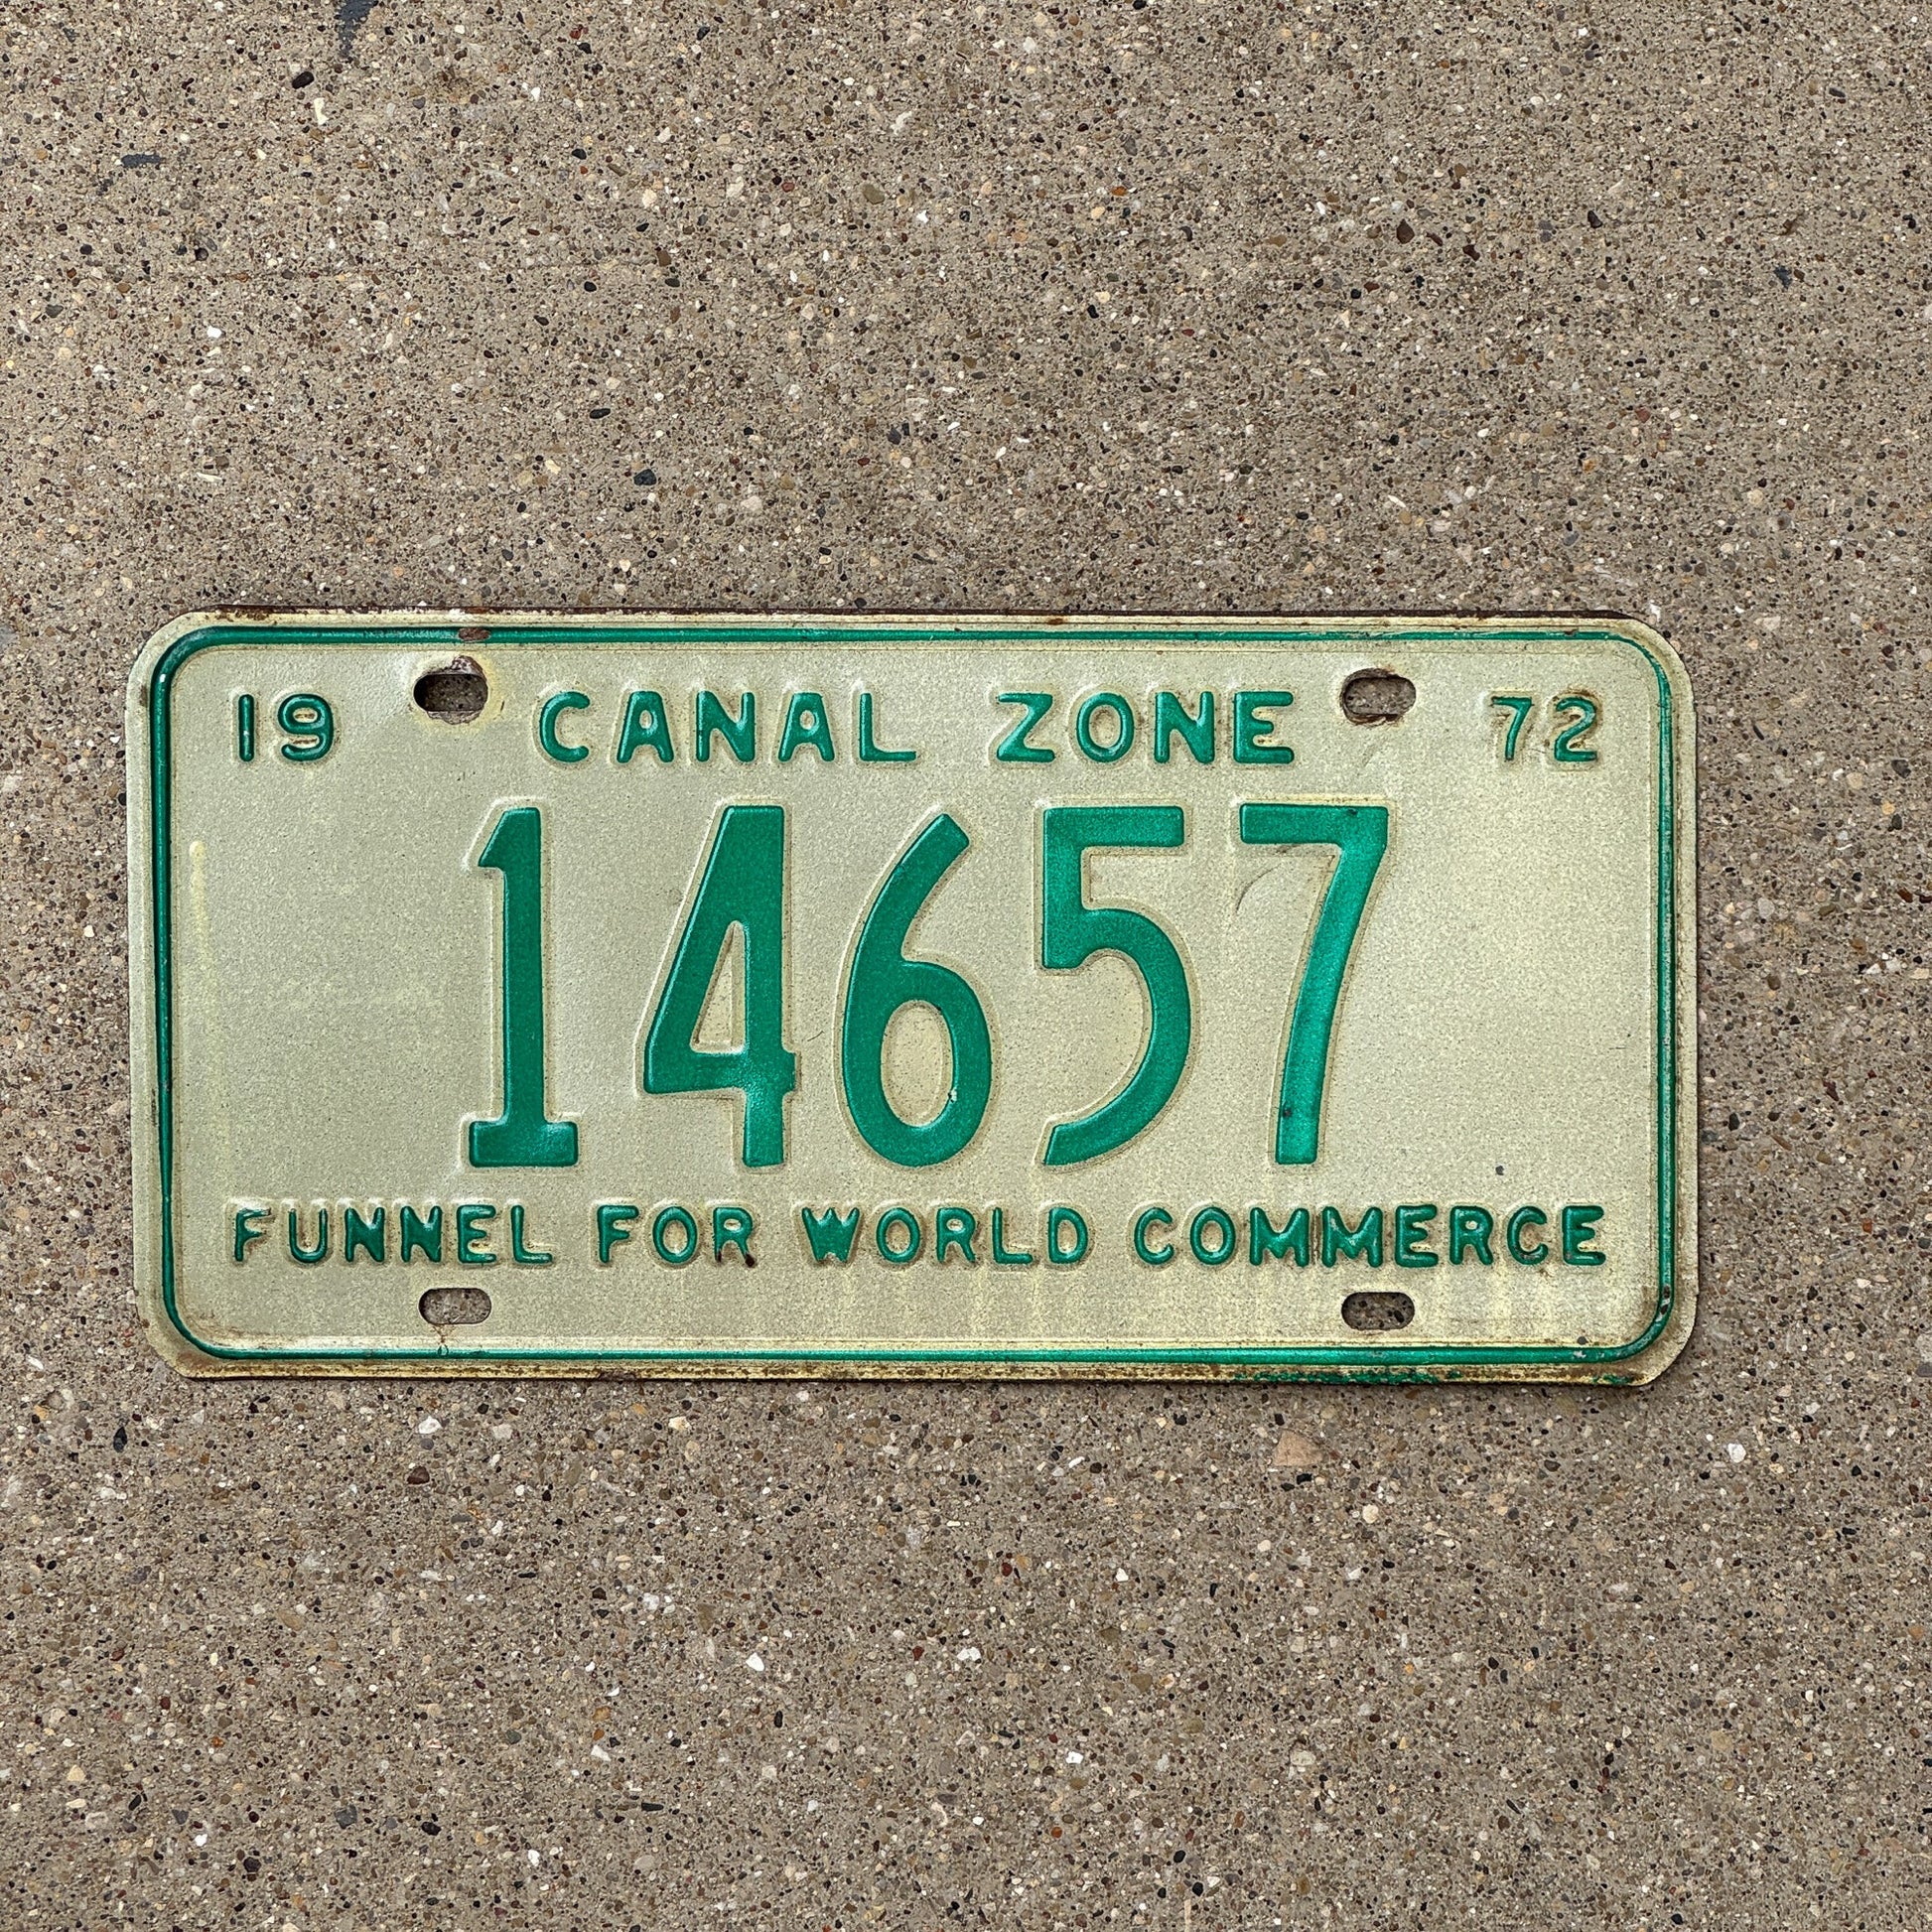 19 CANAL ZONE 72
14657
FUNNEL FOR WORLD COMMERCE